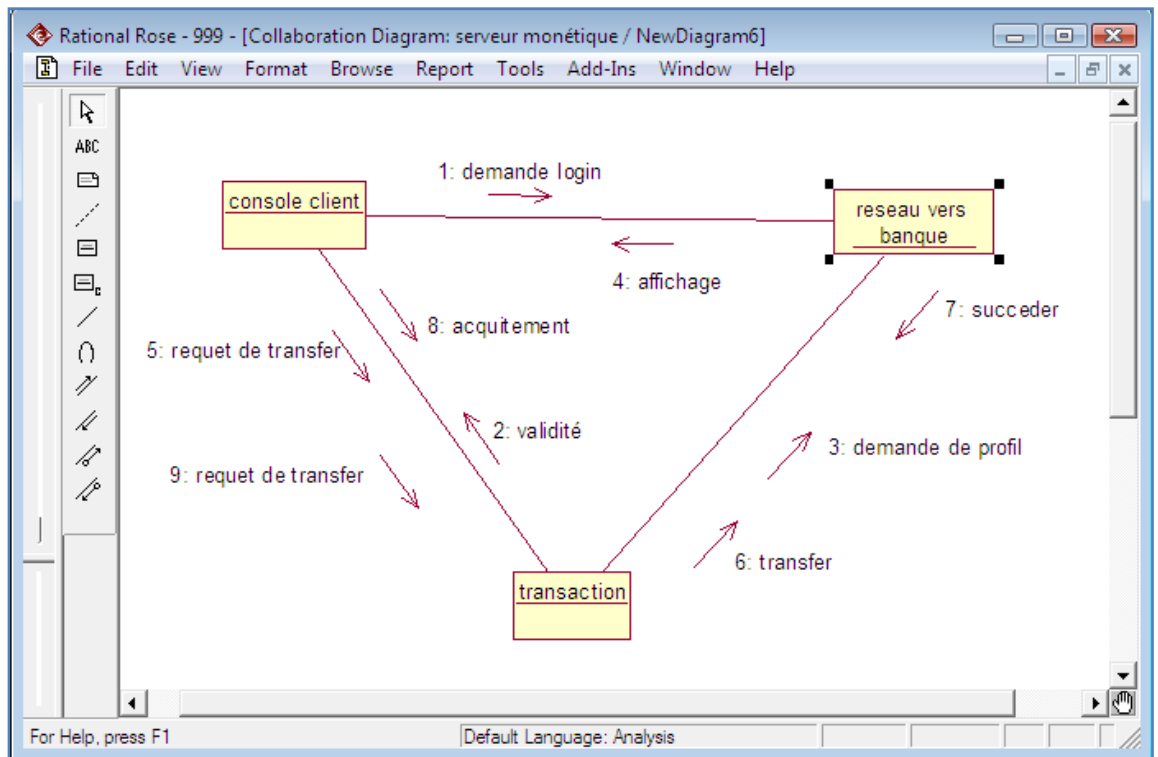 Rational Rose - 999 - [Collaboration Diagram: serveur monétique / NewDiagram6]
File Edit View Format Browse Report Tools Add-Ins Window Help
ABC
1: demande login
console client
reseau vers
banque
4: affichage
7: succeder
8: acquitement
5: requet de transfer
2: validité
3: demande de profil
9: requet de transfer
6: transfer
transaction
For Help, press F1
Default Language: Analysis